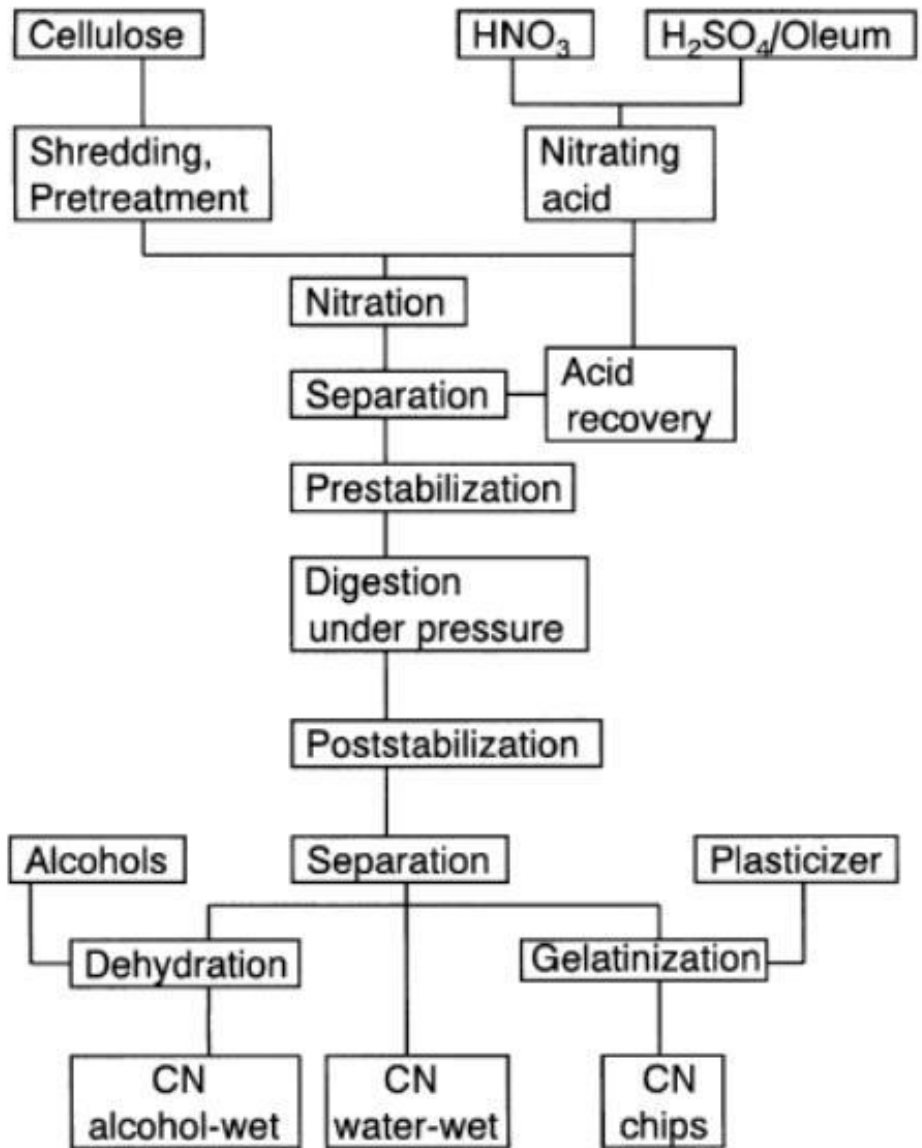 Cellulose
HNO₃
H₂SO₄/Oleum
Shredding,
Pretreatment
Nitrating
acid
Nitration
Separation
Acid
recovery
Prestabilization
Digestion
under pressure
Poststabilization
Alcohols
Separation
Plasticizer
Dehydration
Gelatinization
CN
alcohol-wet
CN
water-wet
CN
chips